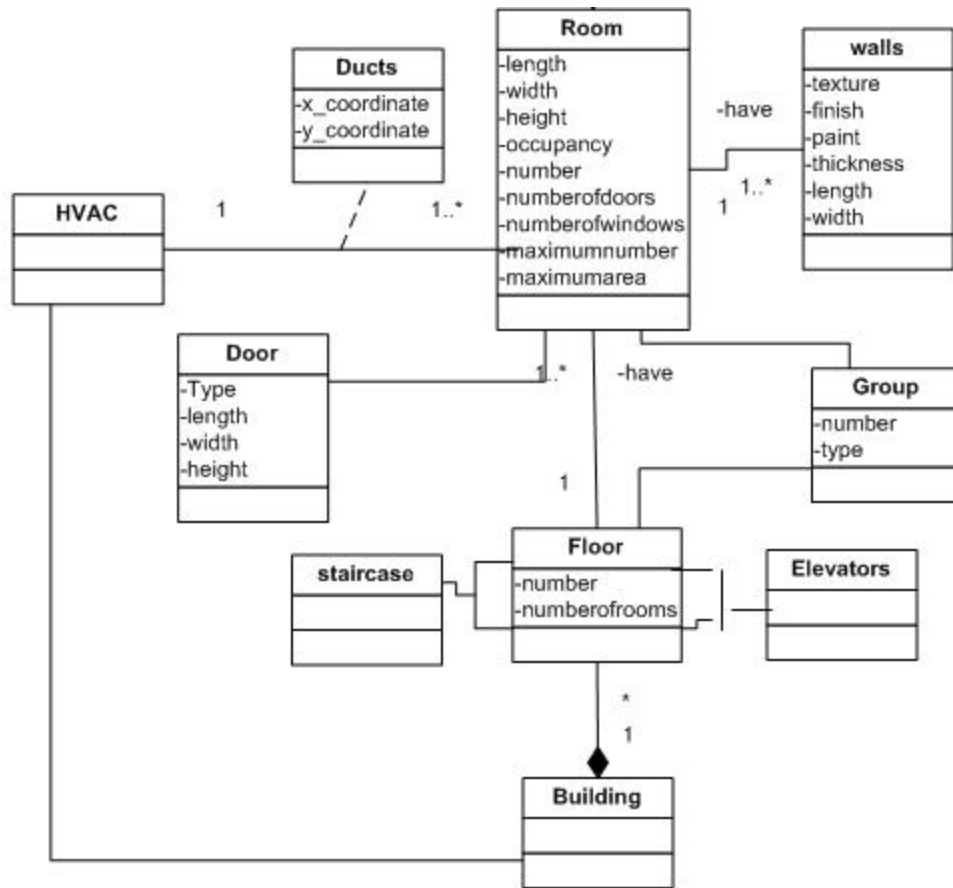 Room
-length
-width
-height
-occupancy
-number
-numberofdoors
-numberofwindows
-maximumnumber
-maximumarea
walls
-texture
-finish
-paint
-thickness
-length
-width
Ducts
-x_coordinate
-y_coordinate
-have
1..*
1
HVAC
1
1..*
Door
-Type
-length
-width
-height
1..*
-have
1
Group
-number
-type
Floor
-number
-numberofrooms
staircase
Elevators
*
1
Building